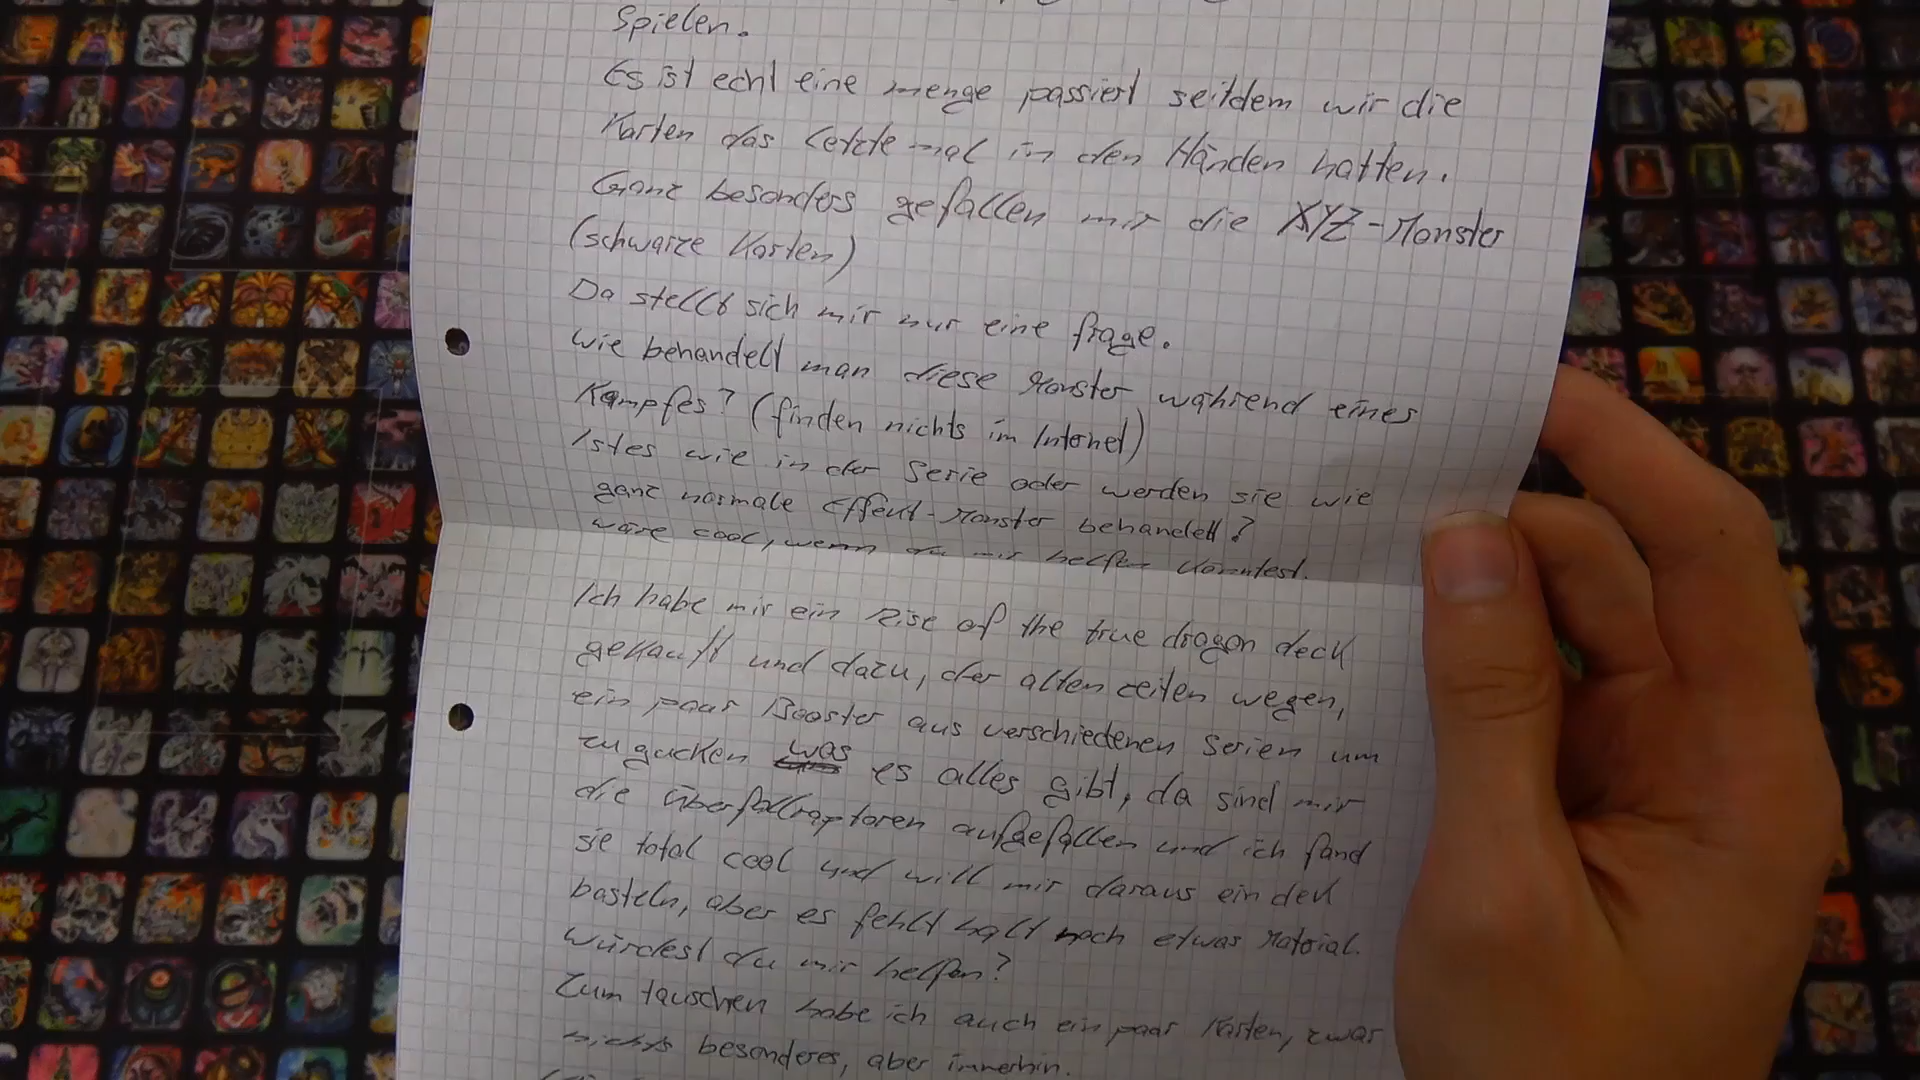 Spielen.
Es ist echt eine menge passiert seitdem wir die
Karten das letzte mal in den Händen hatten.
Ganz besonders gefallen mir die XYZ-Monster
(schwarze Karten)
Da stellt sich mir nur eine frage.
Wie behandelt man diese Monster während eines
Kampfes? (finden nichts im Internet)
Ist es wie in der Serie oder werden sie wie
ganz normale Effekt-Monster behandelt?
wäre cool, wenn du mir helfen könntest.
Ich habe mir ein Rise of the true dragon deck
gekauft und dazu, der alten zeiten wegen,
ein paar Booster aus verschiedenen Serien um
zu gucken was es alles gibt, da sind mir
die Überfallraptoren aufgefallen und ich fand
sie total cool und will mir daraus ein deck
basteln, aber es fehlt halt noch etwas Material.
würdest du mir helfen?
Zum tauschen habe ich auch ein paar Karten, zwar
nichts besonderes, aber immerhin.